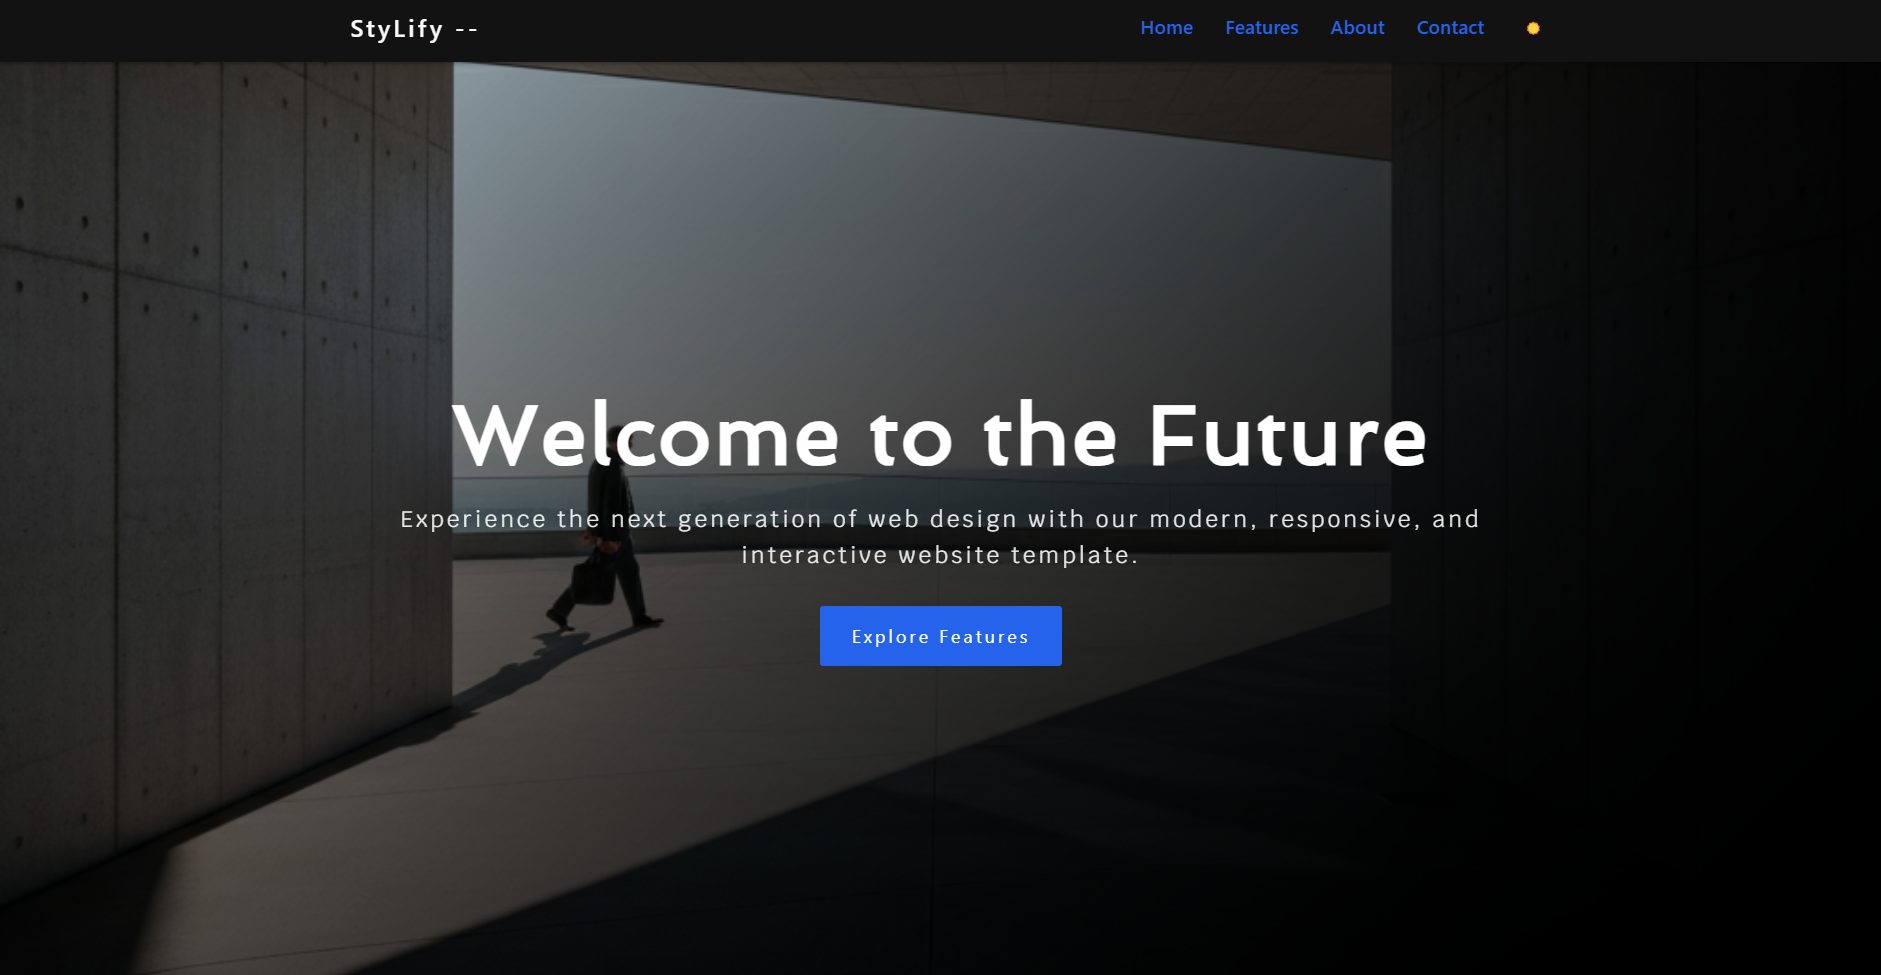 StyLify --
Home Features About Contact
Welcome to the Future
Experience the next generation of web design with our modern, responsive, and
interactive website template.
Explore Features